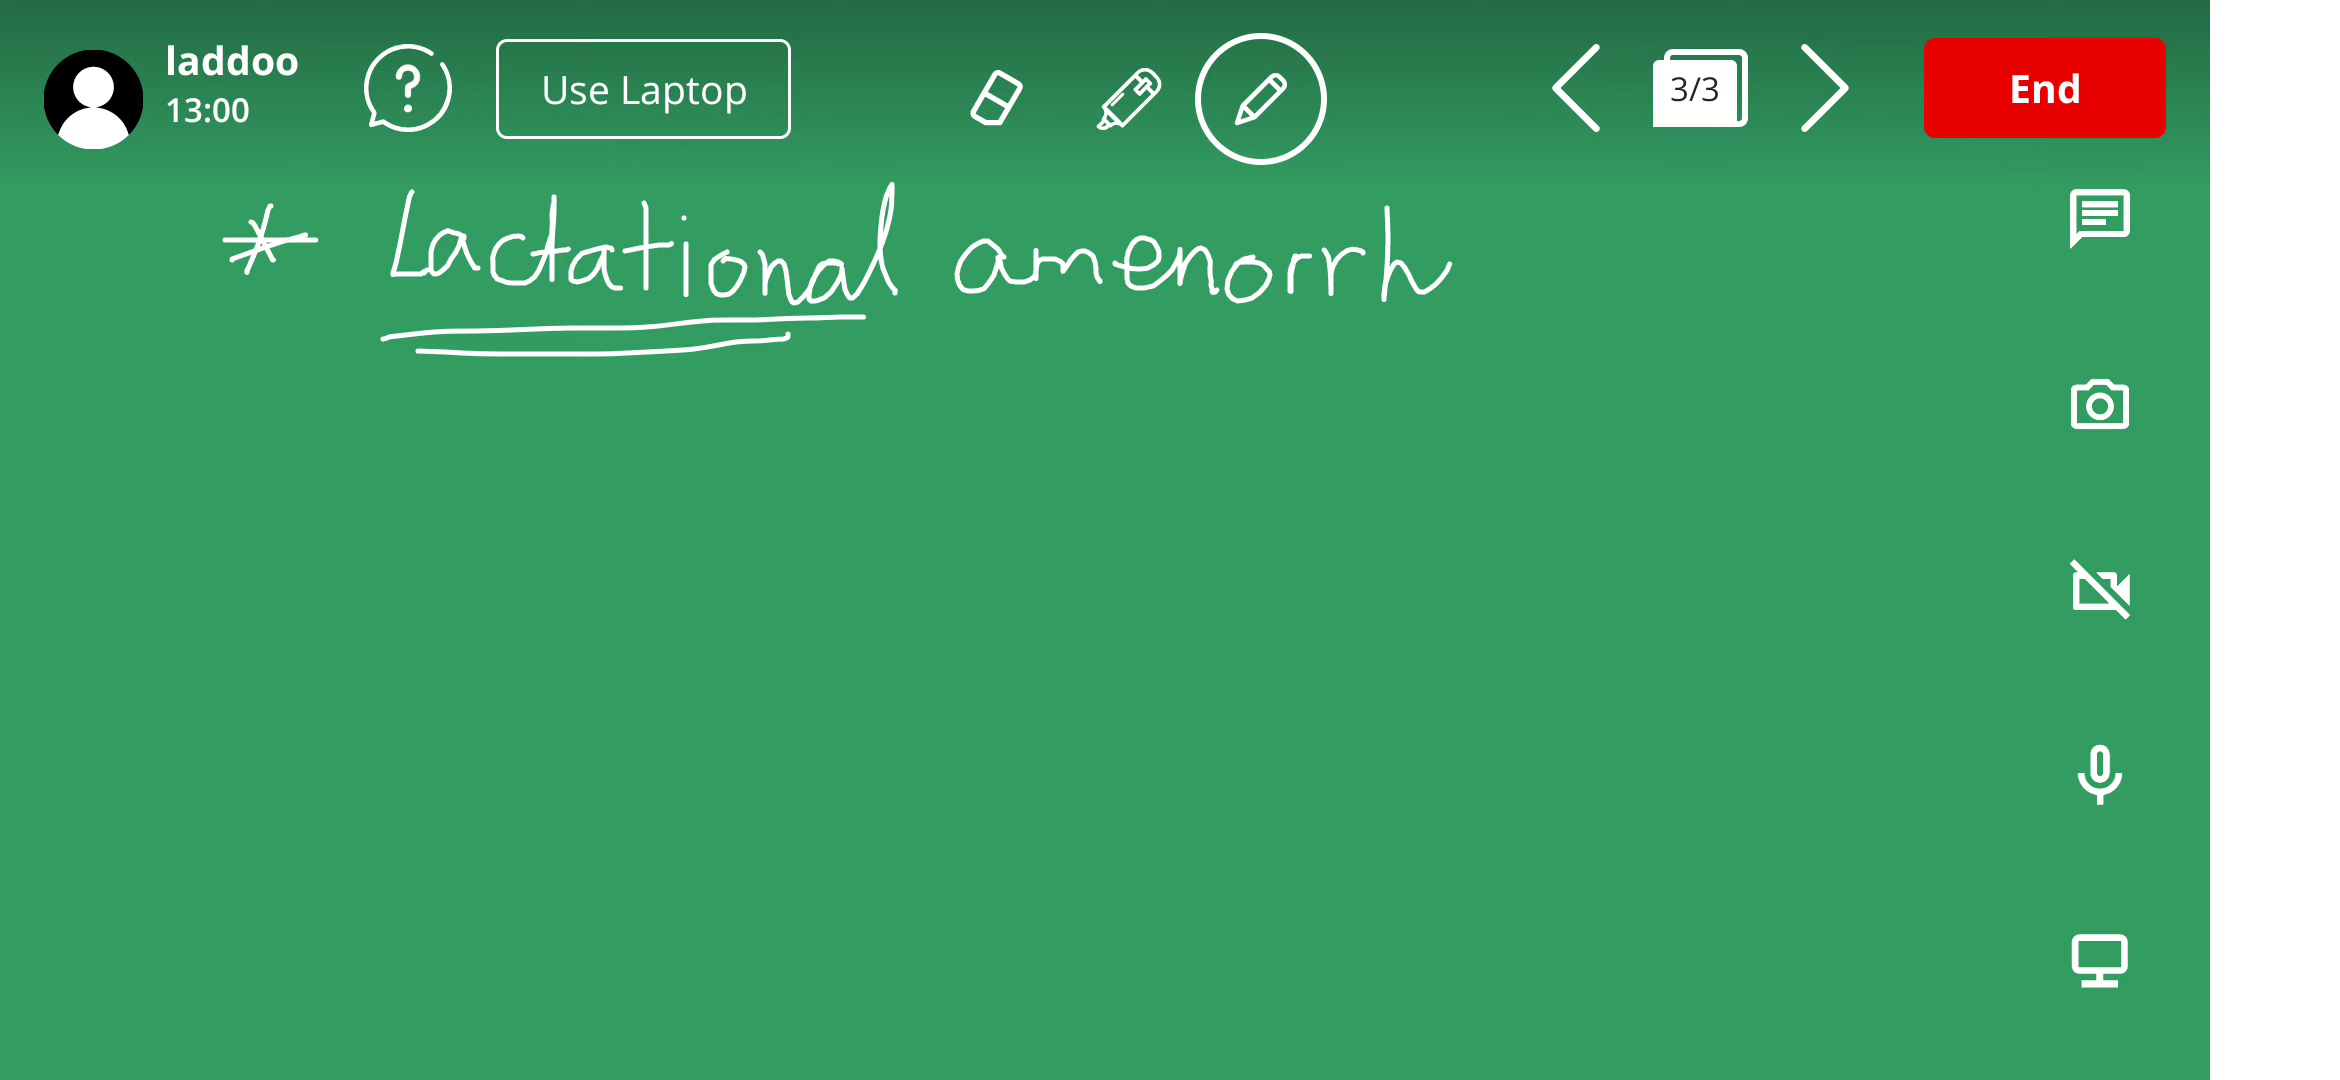 laddoo
13:00
Use Laptop
3/3
End
* Lactational amenorrh